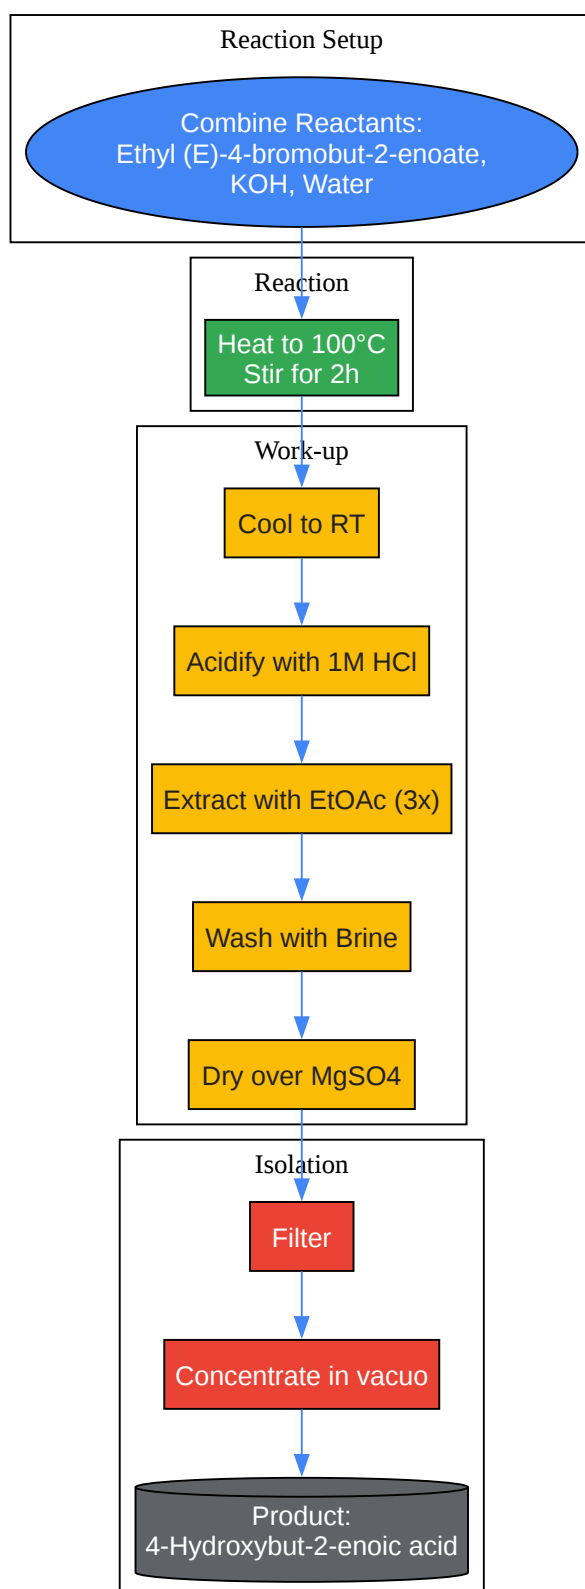 Reaction Setup
Combine Reactants:
Ethyl (E)-4-bromobut-2-enoate,
KOH, Water
Reaction
Heat to 100°C
Stir for 2h
Work-up
Cool to RT
Acidify with 1M HCl
Extract with EtOAc (3x)
Wash with Brine
Dry over MgSO4
Isolation
Filter
Concentrate in vacuo
Product:
4-Hydroxybut-2-enoic acid